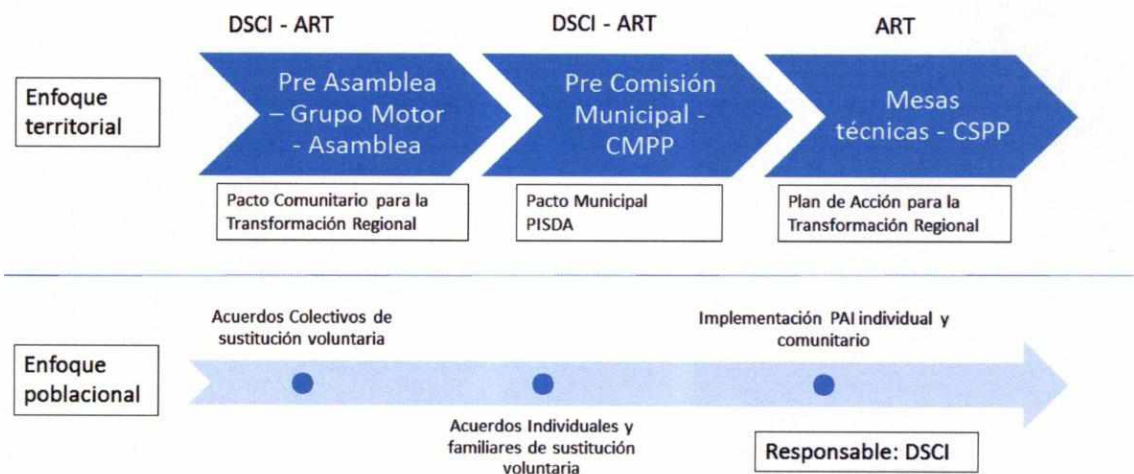 DSCI - ART
DSCI - ART
ART
Enfoque
territorial
Pre Asamblea
– Grupo Motor
- Asamblea
Pre Comisión
Municipal -
CMPP
Mesas
técnicas - CSPP
Pacto Comunitario para la
Transformación Regional
Pacto Municipal
PISDA
Plan de Acción para la
Transformación Regional
Enfoque
poblacional
Acuerdos Colectivos de
sustitución voluntaria
Implementación PAI individual y
comunitario
Acuerdos Individuales y
familiares de sustitución
voluntaria
Responsable: DSCI